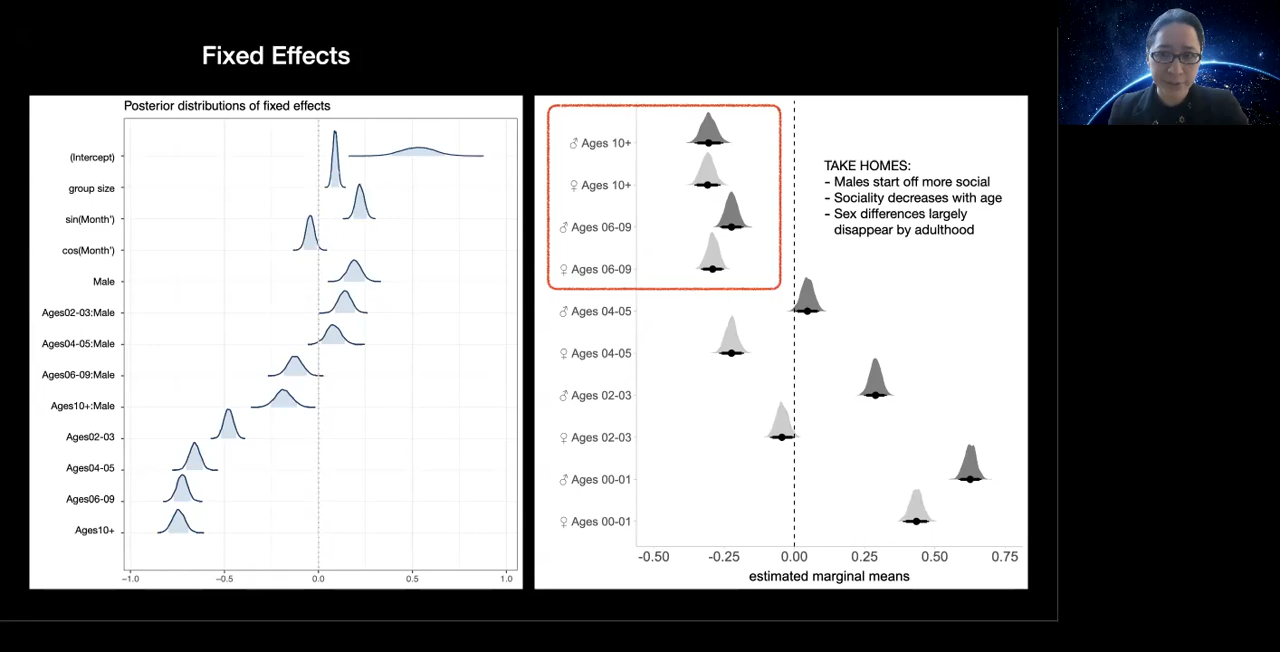 Fixed Effects
Posterior distributions of fixed effects
(Intercept)
group size
sin(Month')
cos(Month')
Male
Ages02-03:Male
Ages04-05:Male
Ages06-09:Male
Ages10+:Male
Ages02-03
Ages04-05
Ages06-09
Ages10+
-1.0 -0.5 0.0 0.5 1.0
♂ Ages 10+
♀ Ages 10+
♂ Ages 06-09
♀ Ages 06-09
♂ Ages 04-05
♀ Ages 04-05
♂ Ages 02-03
♀ Ages 02-03
♂ Ages 00-01
♀ Ages 00-01
TAKE HOMES:
- Males start off more social
- Sociality decreases with age
- Sex differences largely
disappear by adulthood
-0.50 -0.25 0.00 0.25 0.50 0.75
estimated marginal means